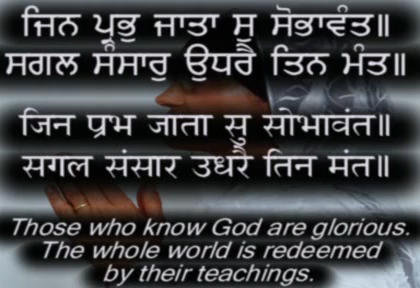 ਜਿਨ ਪ੍ਰਭੁ ਜਾਤਾ ਸੁ ਸੋਭਾਵੰਤ॥
ਸਗਲ ਸੰਸਾਰੁ ਉਧਰੈ ਤਿਨ ਮੰਤ॥
जिन प्रभ जाता सु सोभावंत॥
सगल संसार उधरै तिन मंत॥
Those who know God are glorious.
The whole world is redeemed
by their teachings.